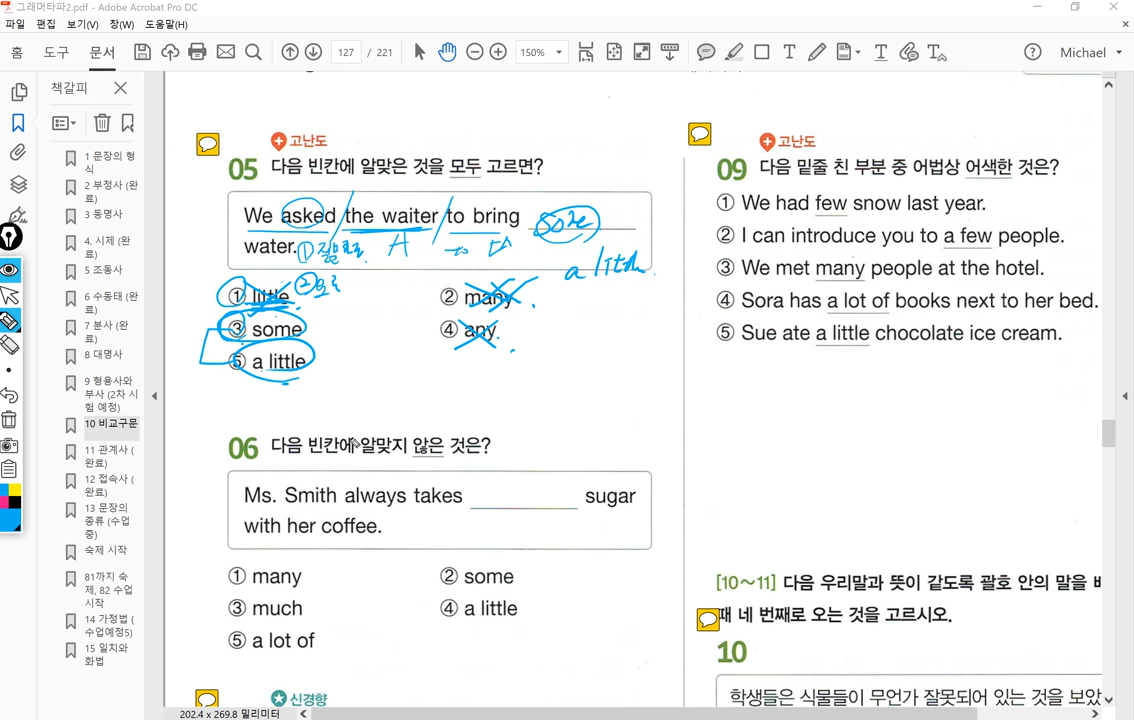 그래머타파2.pdf - Adobe Acrobat Pro DC
파일 편집 보기(V) 창(W) 도움말(H)
홈 도구 문서 127 / 221 150% Michael
책갈피
1 문장의 형식
2 부정사 (완료)
3 동명사
4. 시제 (완료)
5 조동사
6 수동태 (완료)
7 분사 (완료)
8 대명사
9 형용사와 부사 (2차 시험 예정)
10 비교구문
11 관계사 (완료)
12 접속사 (완료)
13 문장의 종류 (수업중)
숙제 시작
81까지 숙제, 82 수업시작
14 가정법 (수업예정5)
15 일치와 화법
고난도
05 다음 빈칸에 알맞은 것을 모두 고르면?
We asked the waiter to bring some
water. ① A
a little
① little ② many
③ some ④ any
⑤ a little
06 다음 빈칸에 알맞지 않은 것은?
Ms. Smith always takes sugar
with her coffee.
① many ② some
③ much ④ a little
⑤ a lot of
신경향
고난도
09 다음 밑줄 친 부분 중 어법상 어색한 것은?
① We had few snow last year.
② I can introduce you to a few people.
③ We met many people at the hotel.
④ Sora has a lot of books next to her bed.
⑤ Sue ate a little chocolate ice cream.
[10~11] 다음 우리말과 뜻이 같도록 괄호 안의 말을
때 네 번째로 오는 것을 고르시오.
10
학생들은 식물들이 무언가 잘못되어 있는 것을 보았
202.4 x 269.8 밀리미터